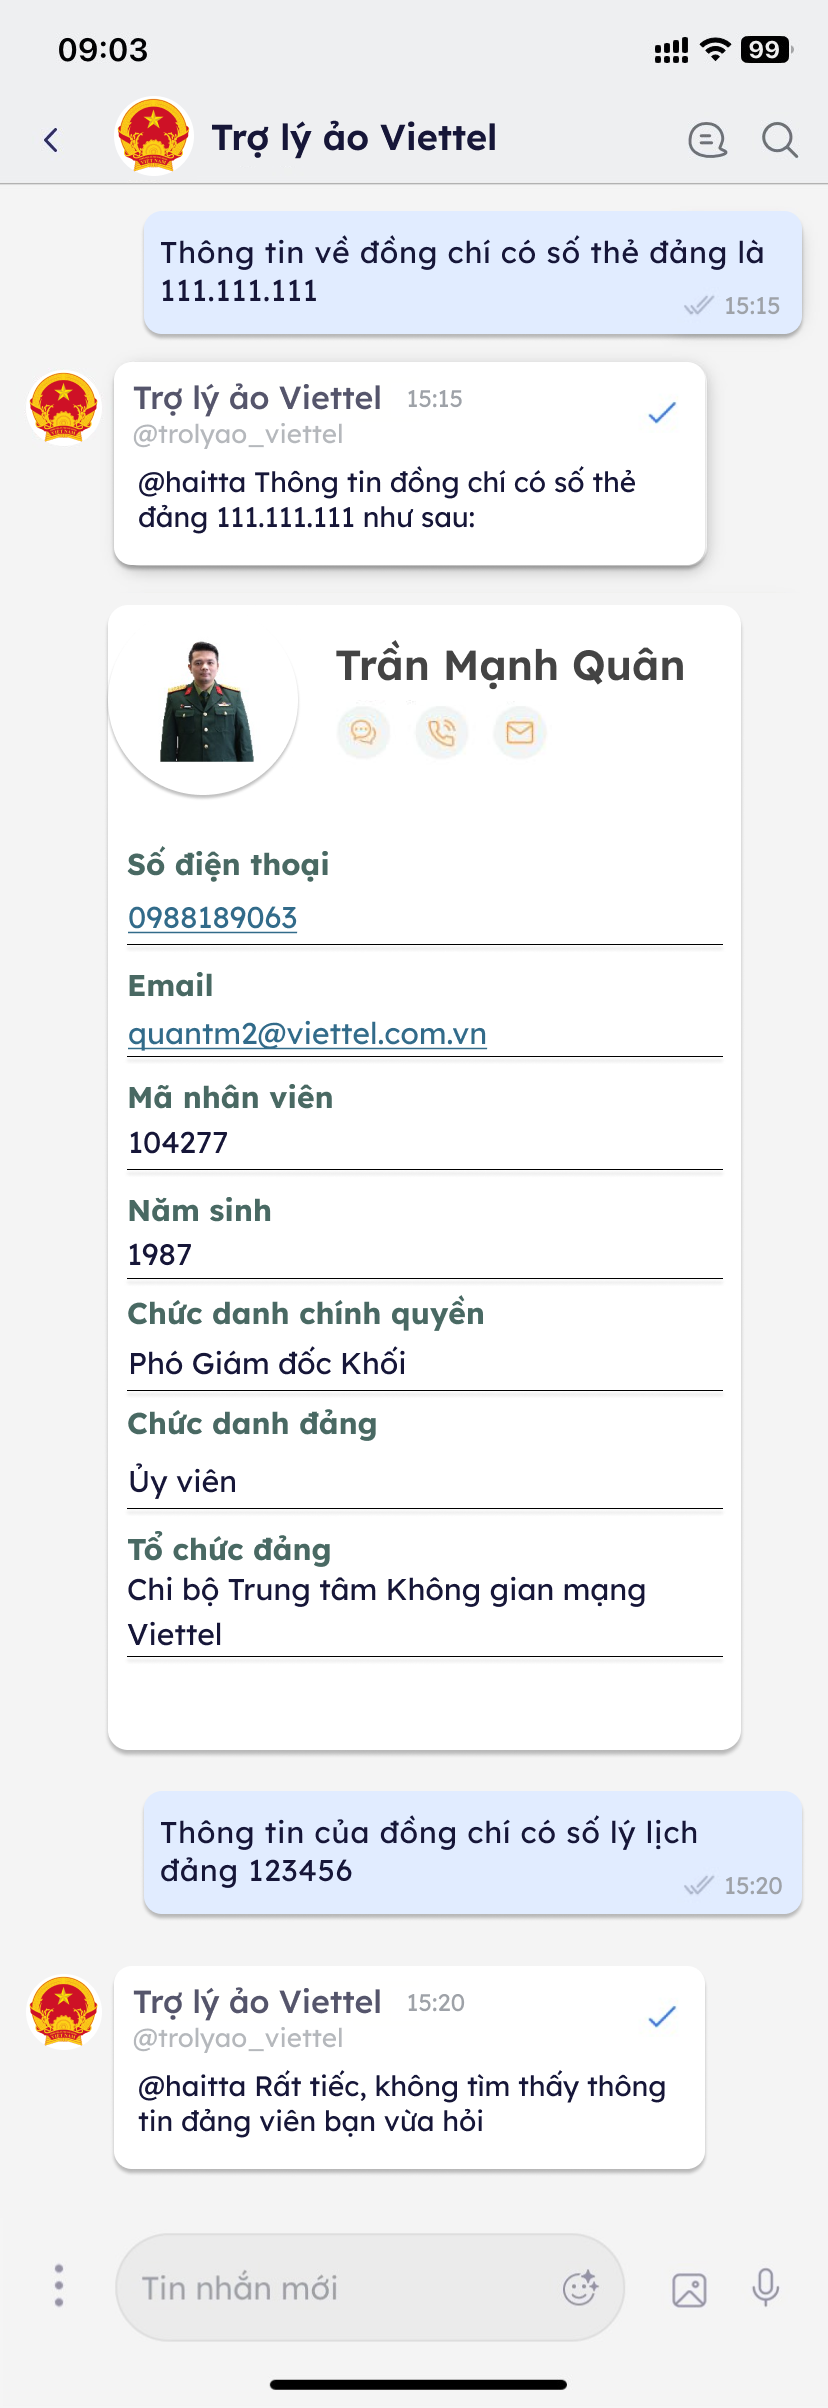 09:03
99
Trợ lý ảo Viettel
Thông tin về đồng chí có số thẻ đảng là
111.111.111
15:15
Trợ lý ảo Viettel 15:15
@trolyao_viettel
@haitta Thông tin đồng chí có số thẻ
đảng 111.111.111 như sau:
Trần Mạnh Quân
Số điện thoại
0988189063
Email
quantm2@viettel.com.vn
Mã nhân viên
104277
Năm sinh
1987
Chức danh chính quyền
Phó Giám đốc Khối
Chức danh đảng
Ủy viên
Tổ chức đảng
Chi bộ Trung tâm Không gian mạng
Viettel
Thông tin của đồng chí có số lý lịch
đảng 123456
15:20
Trợ lý ảo Viettel 15:20
@trolyao_viettel
@haitta Rất tiếc, không tìm thấy thông
tin đảng viên bạn vừa hỏi
Tin nhắn mới